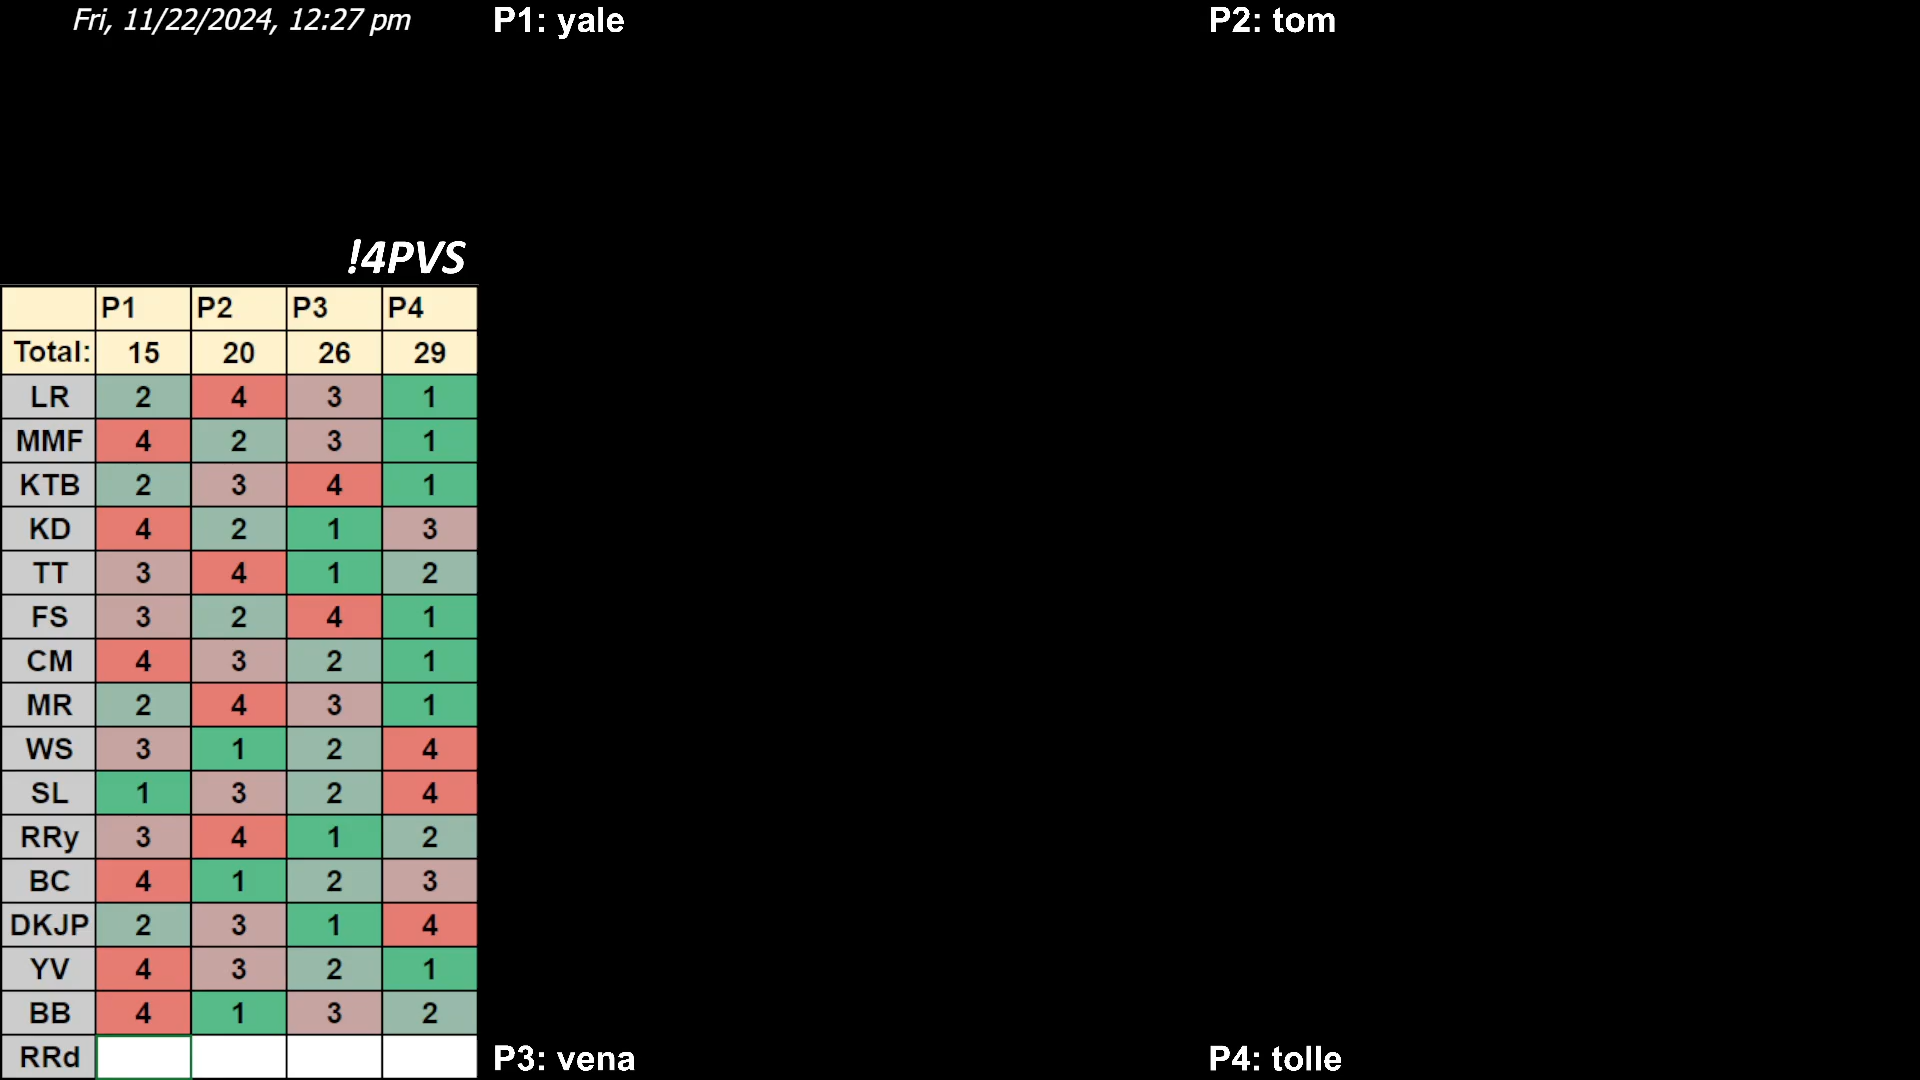 Fri, 11/22/2024, 12:27 pm
P1: yale
P2: tom
!4PVS
P1 P2 P3 P4
Total: 15 20 26 29
LR 2 4 3 1
MMF 4 2 3 1
KTB 2 3 4 1
KD 4 2 1 3
TT 3 4 1 2
FS 3 2 4 1
CM 4 3 2 1
MR 2 4 3 1
WS 3 1 2 4
SL 1 3 2 4
RRy 3 4 1 2
BC 4 1 2 3
DKJP 2 3 1 4
YV 4 3 2 1
BB 4 1 3 2
RRd
P3: vena
P4: tolle